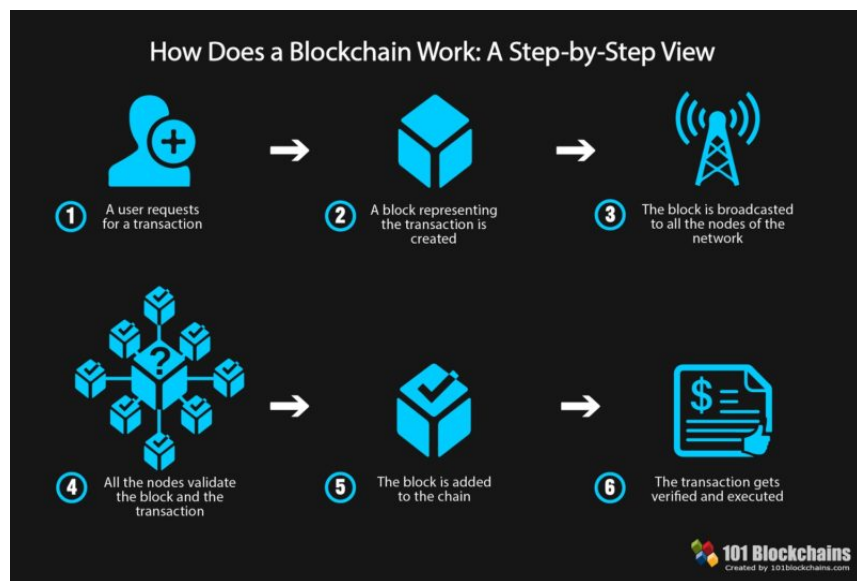 How Does a Blockchain Work: A Step-by-Step View
1
A user requests
for a transaction
2
A block representing
the transaction is
created
3
The block is broadcasted
to all the nodes of the
network
?
4
All the nodes validate
the block and the
transaction
5
The block is added
to the chain
$
6
The transaction gets
verified and executed
101 Blockchains
Created by 101blockchains.com